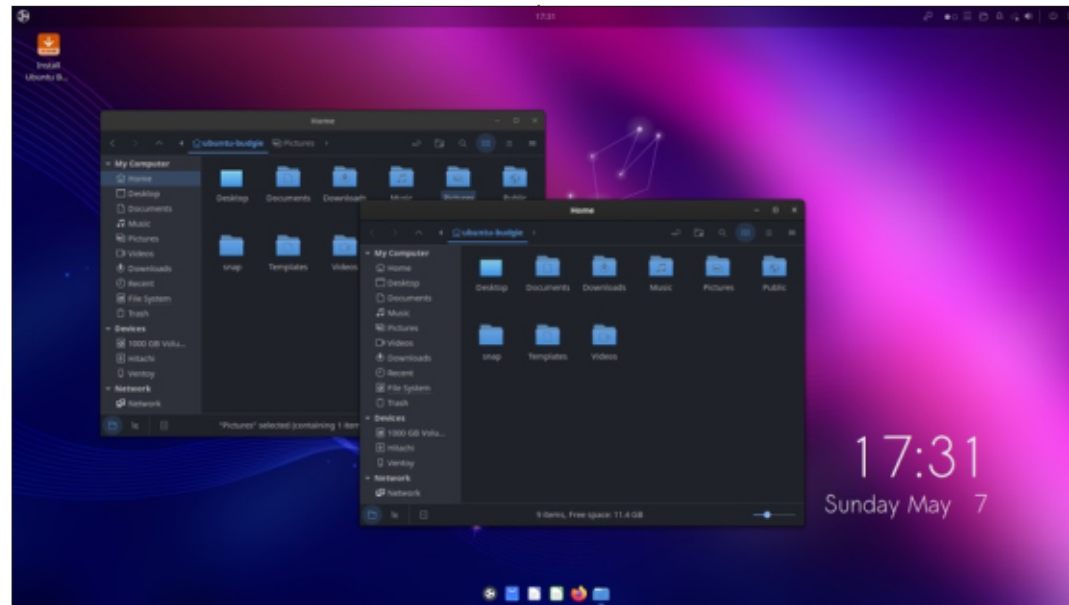 17:31
Install
Ubuntu B...
Home
ubuntu-budgie Pictures
My Computer
Home
Desktop
Documents
Music
Pictures
Videos
Downloads
Recent
File System
Trash
Devices
1000 GB Volu...
Hitachi
Ventoy
Network
Network
Desktop Documents Downloads Music Pictures Public
snap Templates Videos
"Pictures" selected (containing 1 item
Home
ubuntu-budgie
My Computer
Home
Desktop
Documents
Music
Pictures
Videos
Downloads
Recent
File System
Trash
Devices
1000 GB Volu...
Hitachi
Ventoy
Network
Network
Desktop Documents Downloads Music Pictures Public
snap Templates Videos
9 items, Free space: 11.4 GB
17:31
Sunday May 7